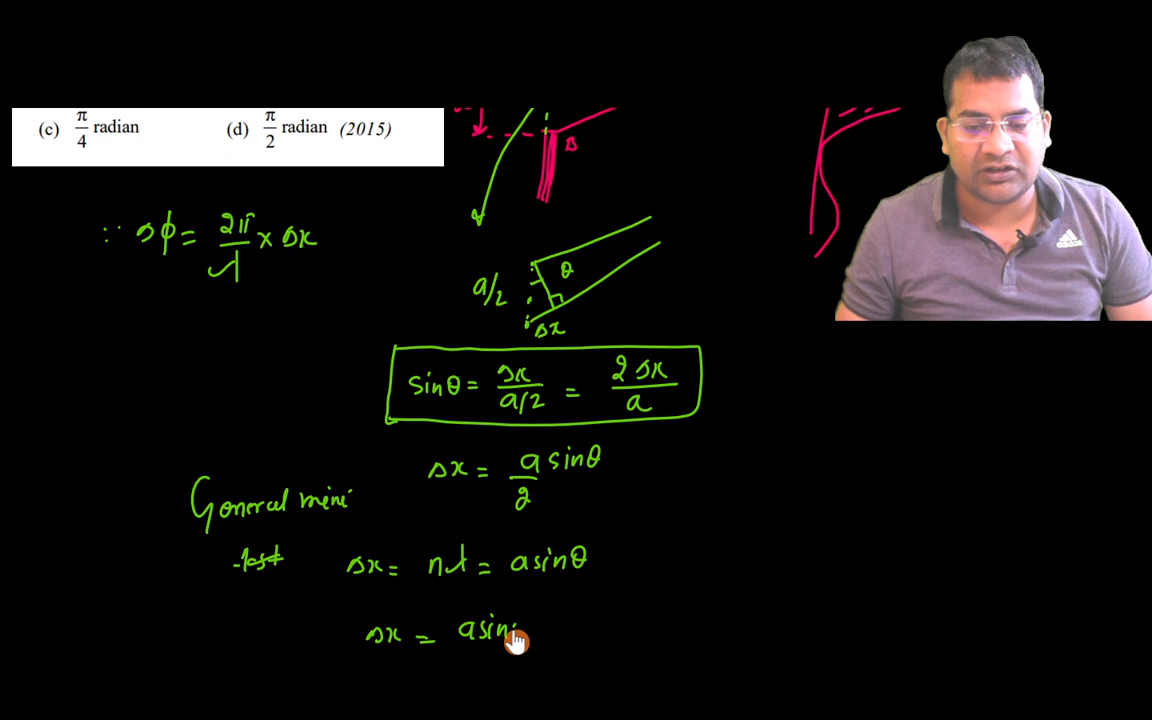 (c) π/4 radian (d) π/2 radian (2015)
B
∵ Δϕ = 2π/λ × Δx
θ
a/2
Δx
sinθ = Δx/a/2 = 2Δx/a
Δx = a sinθ/2
General mini
Δx = nλ = a sinθ
Δx = a sin
adidas